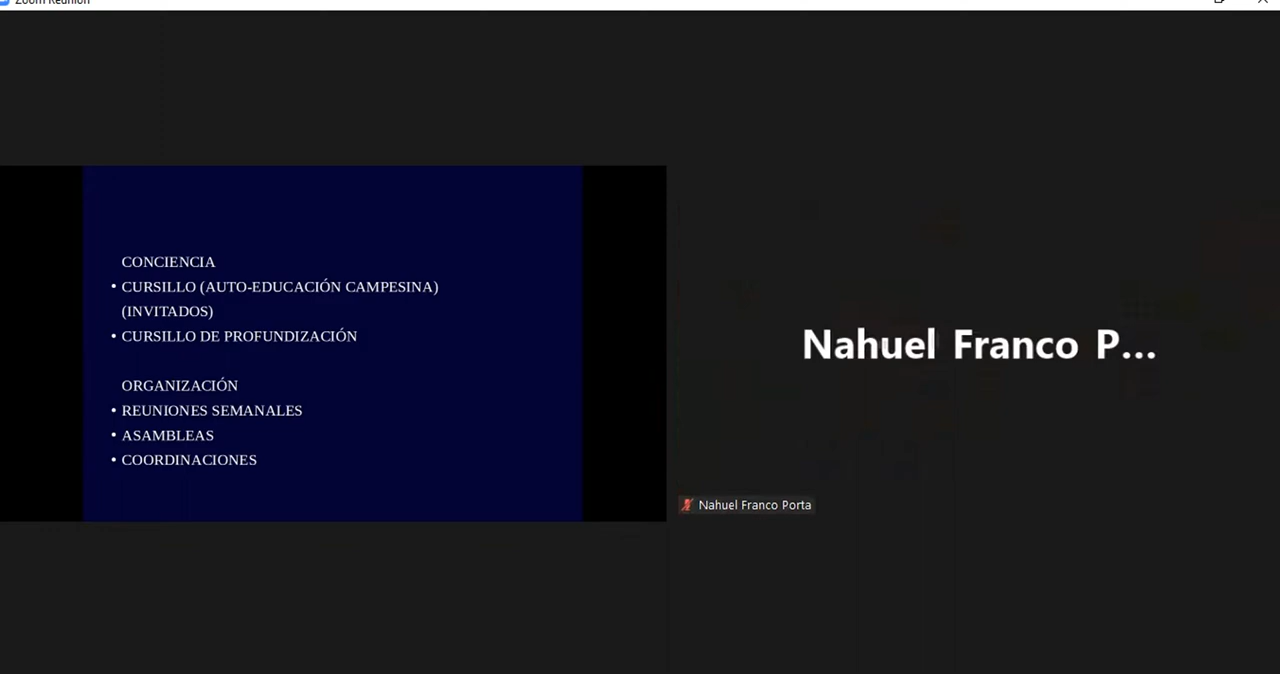 Zoom Reunión
CONCIENCIA
• CURSILLO (AUTO-EDUCACIÓN CAMPESINA)
(INVITADOS)
• CURSILLO DE PROFUNDIZACIÓN
ORGANIZACIÓN
• REUNIONES SEMANALES
• ASAMBLEAS
• COORDINACIONES
Nahuel Franco P...
Nahuel Franco Porta